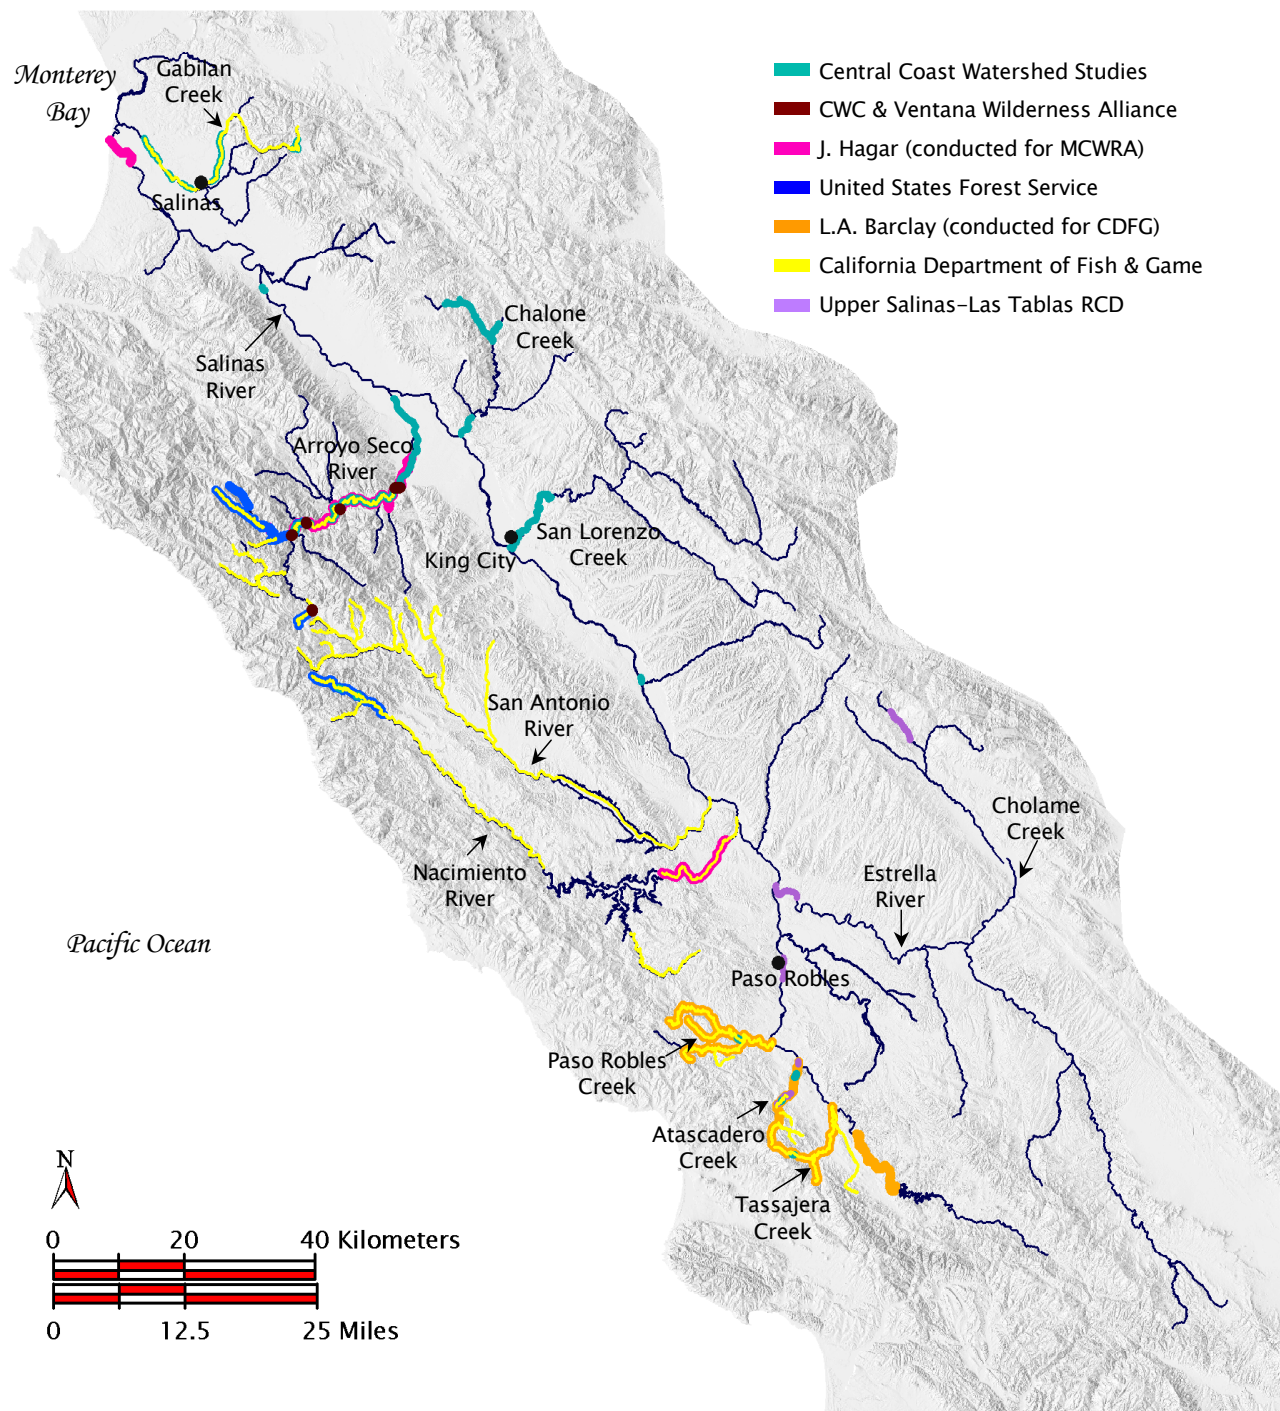 Monterey
Bay
Gabilan
Creek
Salinas
Central Coast Watershed Studies
CWC & Ventana Wilderness Alliance
J. Hagar (conducted for MCWRA)
United States Forest Service
L.A. Barclay (conducted for CDFG)
California Department of Fish & Game
Upper Salinas-Las Tablas RCD
Chalone
Creek
Salinas
River
Arroyo Seco
River
San Lorenzo
Creek
King City
San Antonio
River
Cholame
Creek
Nacimiento
River
Estrella
River
Pacific Ocean
Paso Robles
Paso Robles
Creek
Atascadero
Creek
Tassajera
Creek
N
0 20 40 Kilometers
0 12.5 25 Miles